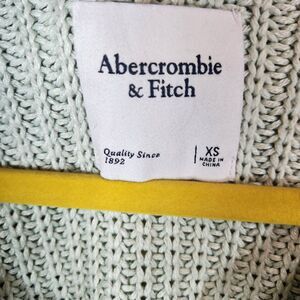 Abercrombie
& Fitch
Quality Since
1892
XS
MADE IN
CHINA